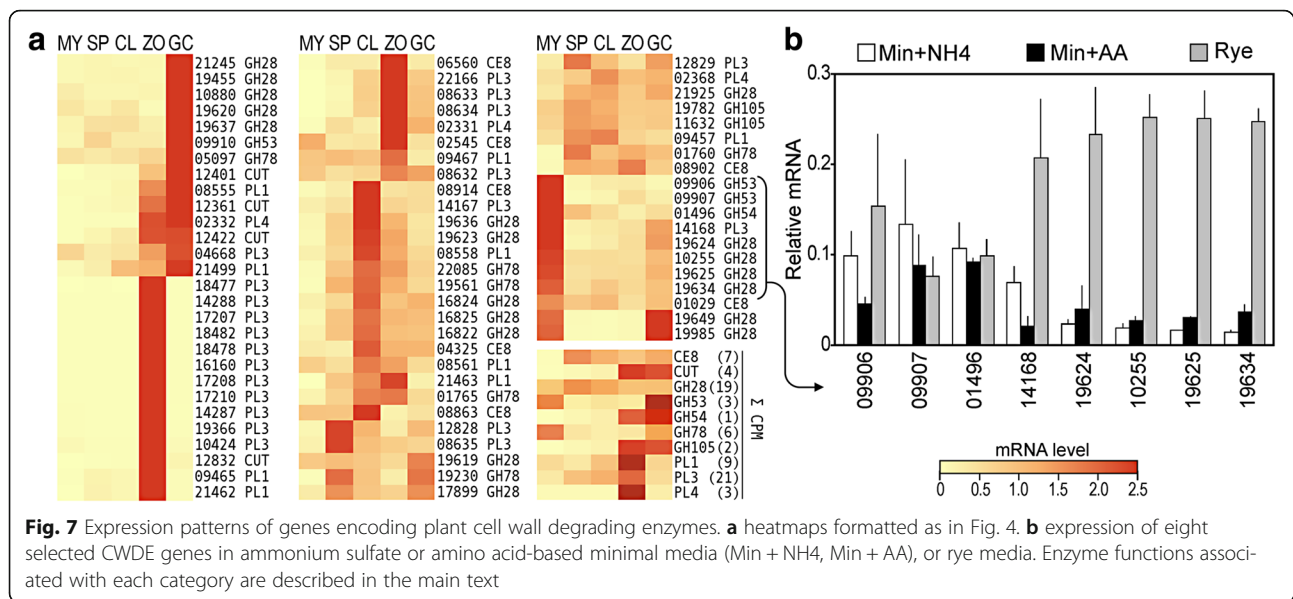 a
MY SP CL ZO GC
21245 GH28
19455 GH28
10880 GH28
19620 GH28
19637 GH28
09910 GH53
05097 GH78
12401 CUT
08555 PL1
12361 CUT
02332 PL4
12422 CUT
04668 PL3
21499 PL1
18477 PL3
14288 PL3
17207 PL3
18482 PL3
18478 PL3
16160 PL3
17208 PL3
17210 PL3
14287 PL3
19366 PL3
10424 PL3
12832 CUT
09465 PL1
21462 PL1
MY SP CL ZO GC
06560 CE8
22166 PL3
08633 PL3
08634 PL3
02331 PL4
02545 CE8
09467 PL1
08632 PL3
08914 CE8
14167 PL3
19636 GH28
19623 GH28
08558 PL1
22085 GH78
19561 GH78
16824 GH28
16825 GH28
16822 GH28
04325 CE8
08561 PL1
21463 PL1
01765 GH78
08863 CE8
12828 PL3
08635 PL3
19619 GH28
19230 GH78
17899 GH28
MY SP CL ZO GC
12829 PL3
02368 PL4
21925 GH28
19782 GH105
11632 GH105
09457 PL1
01760 GH78
08902 CE8
09906 GH53
09907 GH53
01496 GH54
14168 PL3
19624 GH28
10255 GH28
19625 GH28
19634 GH28
01029 CE8
19649 GH28
19985 GH28
CE8 (7)
CUT (4)
GH28 (19)
GH53 (3)
GH54 (1)
GH78 (6)
GH105 (2)
PL1 (9)
PL3 (21)
PL4 (3)
Σ CPM
b
Min+NH4 Min+AA Rye
0.3
0.2
0.1
0
Relative mRNA
09906 09907 01496 14168 19624 10255 19625 19634
mRNA level
0 0.5 1.0 1.5 2.0 2.5
Fig. 7 Expression patterns of genes encoding plant cell wall degrading enzymes. a heatmaps formatted as in Fig. 4. b expression of eight
selected CWDE genes in ammonium sulfate or amino acid-based minimal media (Min + NH4, Min + AA), or rye media. Enzyme functions associ-
ated with each category are described in the main text